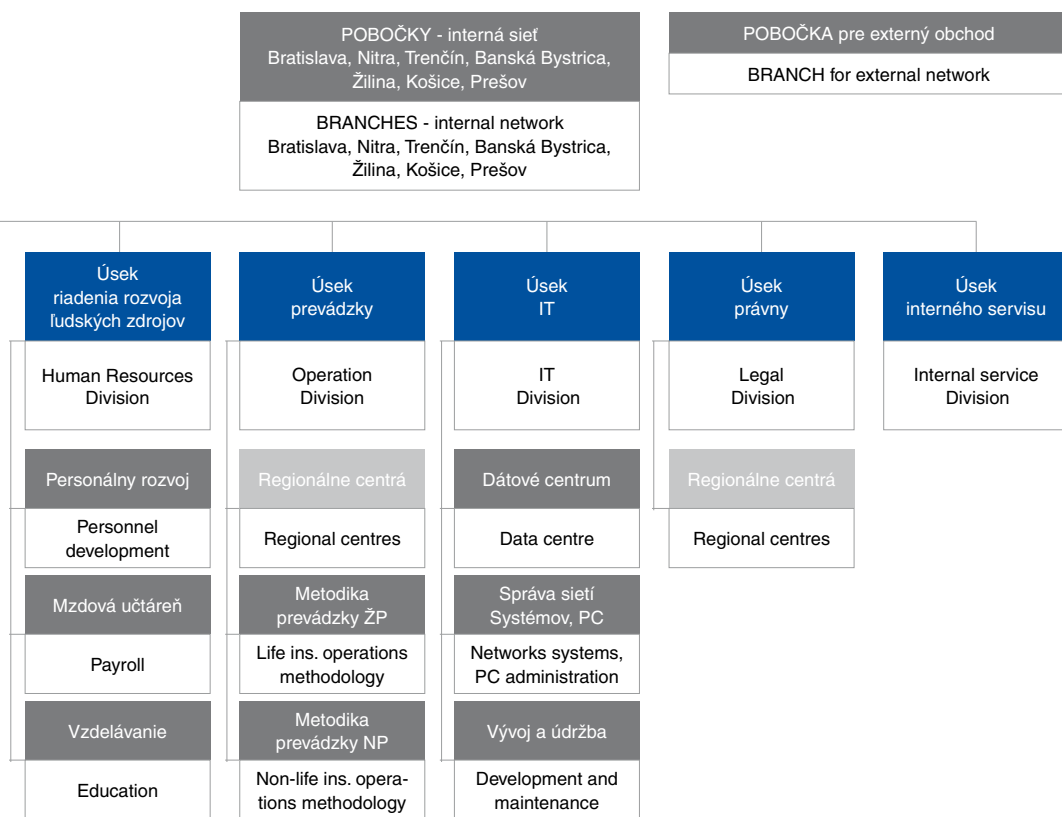 POBOČKY - interná sieť
Bratislava, Nitra, Trenčín, Banská Bystrica,
Žilina, Košice, Prešov
BRANCHES - internal network
Bratislava, Nitra, Trenčín, Banská Bystrica,
Žilina, Košice, Prešov
POBOČKA pre externý obchod
BRANCH for external network
Úsek
riadenia rozvoja
ľudských zdrojov
Human Resources
Division
Personálny rozvoj
Personnel
development
Mzdová učtáreň
Payroll
Vzdelávanie
Education
Úsek
prevádzky
Operation
Division
Regionálne centrá
Regional centres
Metodika
prevádzky ŽP
Life ins. operations
methodology
Metodika
prevádzky NP
Non-life ins. opera-
tions methodology
Úsek
IT
IT
Division
Dátové centrum
Data centre
Správa sietí
Systémov, PC
Networks systems,
PC administration
Vývoj a údržba
Development and
maintenance
Úsek
právny
Legal
Division
Regionálne centrá
Regional centres
Úsek
interného servisu
Internal service
Division